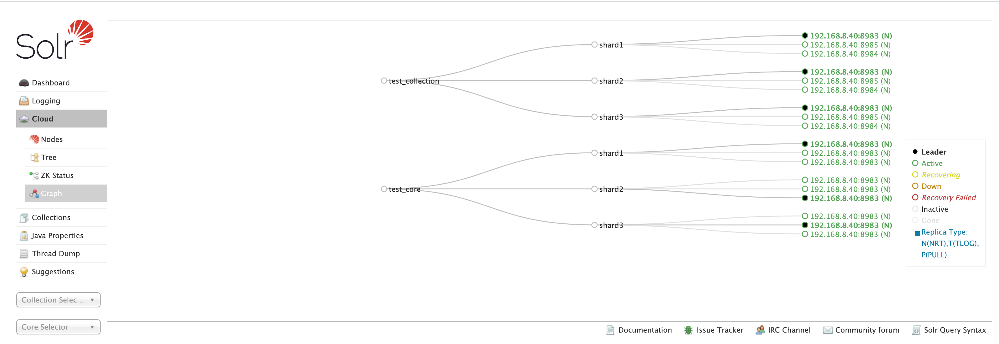 Solr
Dashboard
Logging
Cloud
Nodes
Tree
ZK Status
Graph
Collections
Java Properties
Thread Dump
Suggestions
Collection Selec...
Core Selector
test_collection
shard1
192.168.8.40:8983 (N)
192.168.8.40:8985 (N)
192.168.8.40:8984 (N)
shard2
192.168.8.40:8983 (N)
192.168.8.40:8985 (N)
192.168.8.40:8984 (N)
shard3
192.168.8.40:8983 (N)
192.168.8.40:8985 (N)
192.168.8.40:8984 (N)
test_core
shard1
192.168.8.40:8983 (N)
192.168.8.40:8983 (N)
192.168.8.40:8983 (N)
shard2
192.168.8.40:8983 (N)
192.168.8.40:8983 (N)
192.168.8.40:8983 (N)
shard3
192.168.8.40:8983 (N)
192.168.8.40:8983 (N)
192.168.8.40:8983 (N)
Leader
Active
Recovering
Down
Recovery Failed
Inactive
Gone
Replica Type:
N(NRT),T(TLOG),
P(PULL)
Documentation Issue Tracker IRC Channel Community forum Solr Query Syntax